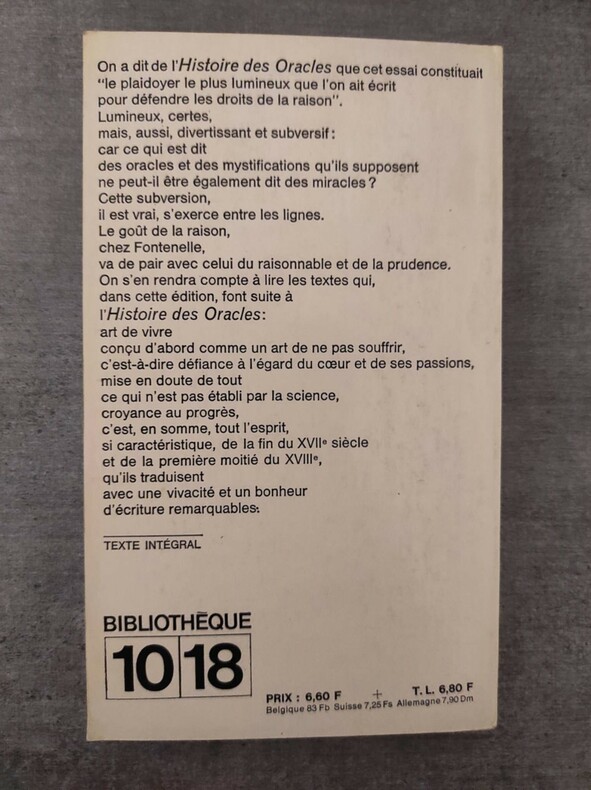 On a dit de l'Histoire des Oracles que cet essai constituait
"le plaidoyer le plus lumineux que l'on ait écrit
pour défendre les droits de la raison".
Lumineux, certes,
mais, aussi, divertissant et subversif :
car ce qui est dit
des oracles et des mystifications qu'ils supposent
ne peut-il être également dit des miracles ?
Cette subversion,
il est vrai, s'exerce entre les lignes.
Le goût de la raison,
chez Fontenelle,
va de pair avec celui du raisonnable et de la prudence.
On s'en rendra compte à lire les textes qui,
dans cette édition, font suite à
l'Histoire des Oracles:
art de vivre
conçu d'abord comme un art de ne pas souffrir,
c'est-à-dire défiance à l'égard du cœur et de ses passions,
mise en doute de tout
ce qui n'est pas établi par la science,
croyance au progrès,
c'est, en somme, tout l'esprit,
si caractéristique, de la fin du XVIIe siècle
et de la première moitié du XVIIIe,
qu'ils traduisent
avec une vivacité et un bonheur
d'écriture remarquables.
TEXTE INTÉGRAL
BIBLIOTHÈQUE
10 18
PRIX : 6,60 F + T. L. 6,80 F
Belgique 83 Fb Suisse 7,25 Fs Allemagne 7,90 Dm